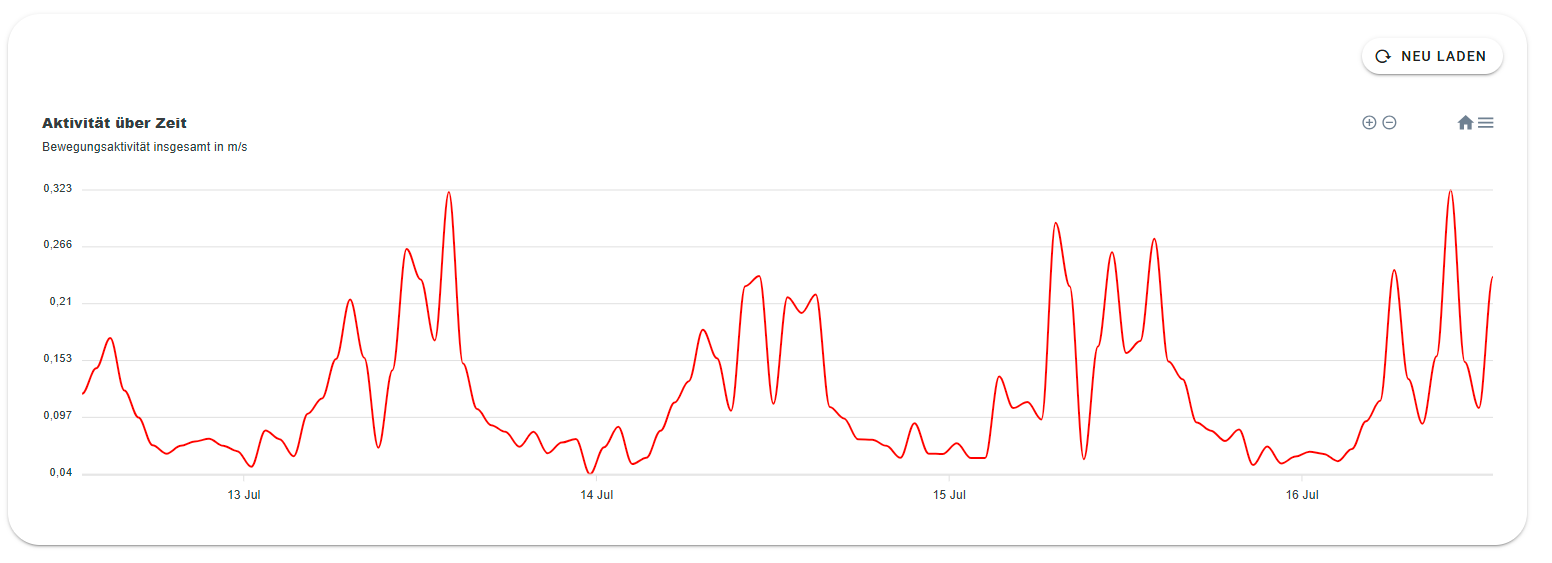 NEU LADEN
Aktivität über Zeit
Bewegungsaktivität insgesamt in m/s
0,323
0,266
0,21
0,153
0,097
0,04
13 Jul
14 Jul
15 Jul
16 Jul